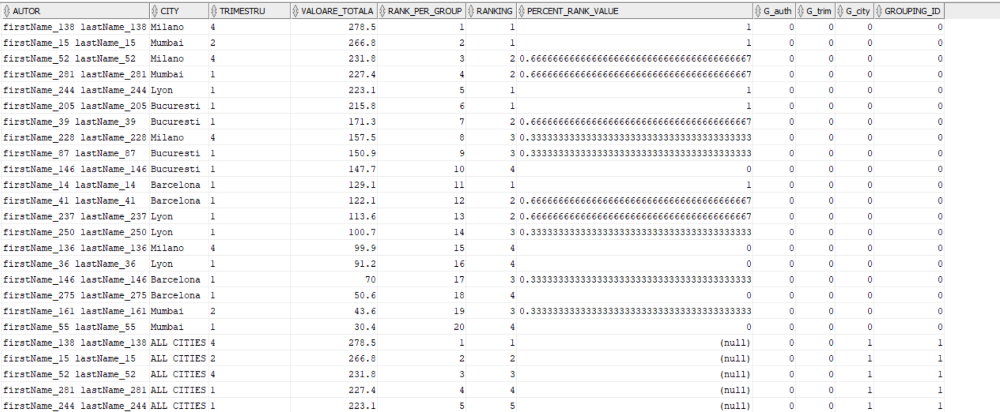 AUTOR CITY TRIMESTRU VALOARE_TOTALA RANK_PER_GROUP RANKING PERCENT_RANK_VALUE G_auth G_trim G_city GROUPING_ID
firstName_138 lastName_138 Milano 4 278.5 1 1 1 0 0 0 0
firstName_15 lastName_15 Mumbai 2 266.8 2 1 1 0 0 0 0
firstName_52 lastName_52 Milano 4 231.8 3 2 0.6666666666666666666666666666666666666667 0 0 0 0
firstName_281 lastName_281 Mumbai 1 227.4 4 2 0.6666666666666666666666666666666666666667 0 0 0 0
firstName_244 lastName_244 Lyon 1 223.1 5 1 1 0 0 0 0
firstName_205 lastName_205 Bucuresti 1 215.8 6 1 1 0 0 0 0
firstName_39 lastName_39 Bucuresti 1 171.3 7 2 0.6666666666666666666666666666666666666667 0 0 0 0
firstName_228 lastName_228 Milano 4 157.5 8 3 0.3333333333333333333333333333333333333333 0 0 0 0
firstName_87 lastName_87 Bucuresti 1 150.9 9 3 0.3333333333333333333333333333333333333333 0 0 0 0
firstName_146 lastName_146 Bucuresti 1 147.7 10 4 0 0 0 0 0
firstName_14 lastName_14 Barcelona 1 129.1 11 1 1 0 0 0 0
firstName_41 lastName_41 Barcelona 1 122.1 12 2 0.6666666666666666666666666666666666666667 0 0 0 0
firstName_237 lastName_237 Lyon 1 113.6 13 2 0.6666666666666666666666666666666666666667 0 0 0 0
firstName_250 lastName_250 Lyon 1 100.7 14 3 0.3333333333333333333333333333333333333333 0 0 0 0
firstName_136 lastName_136 Milano 4 99.9 15 4 0 0 0 0 0
firstName_36 lastName_36 Lyon 1 91.2 16 4 0 0 0 0 0
firstName_146 lastName_146 Barcelona 1 70 17 3 0.3333333333333333333333333333333333333333 0 0 0 0
firstName_275 lastName_275 Barcelona 1 50.6 18 4 0 0 0 0 0
firstName_161 lastName_161 Mumbai 2 43.6 19 3 0.3333333333333333333333333333333333333333 0 0 0 0
firstName_55 lastName_55 Mumbai 1 30.4 20 4 0 0 0 0 0
firstName_138 lastName_138 ALL CITIES 4 278.5 1 1 (null) 0 0 1 1
firstName_15 lastName_15 ALL CITIES 2 266.8 2 2 (null) 0 0 1 1
firstName_52 lastName_52 ALL CITIES 4 231.8 3 3 (null) 0 0 1 1
firstName_281 lastName_281 ALL CITIES 1 227.4 4 4 (null) 0 0 1 1
firstName_244 lastName_244 ALL CITIES 1 223.1 5 5 (null) 0 0 1 1